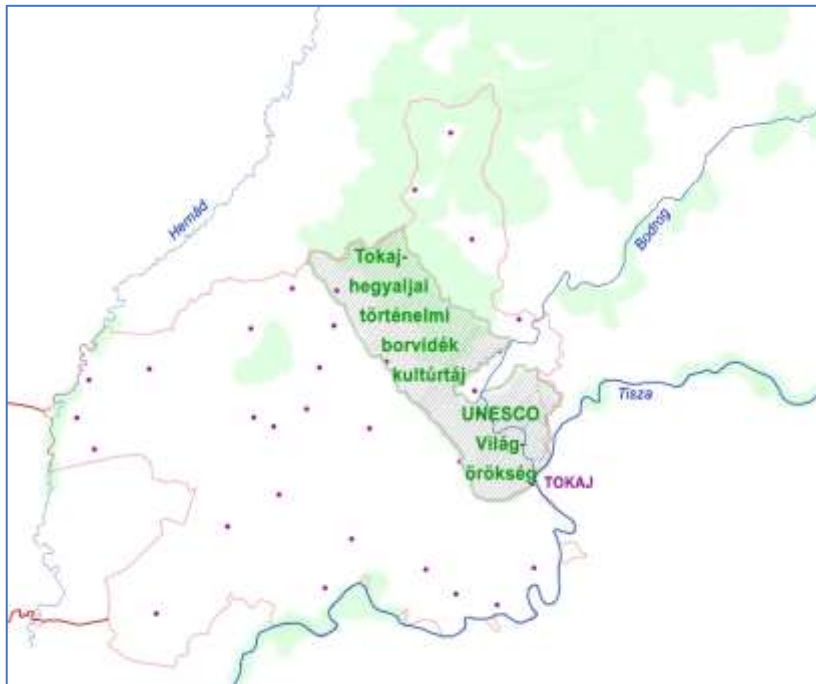 Hernád
Bodrog
Tokaj-
hegyaljai
történelmi
borvidék
kultúrtáj
Tisza
UNESCO
Világ-
örökség
TOKAJ